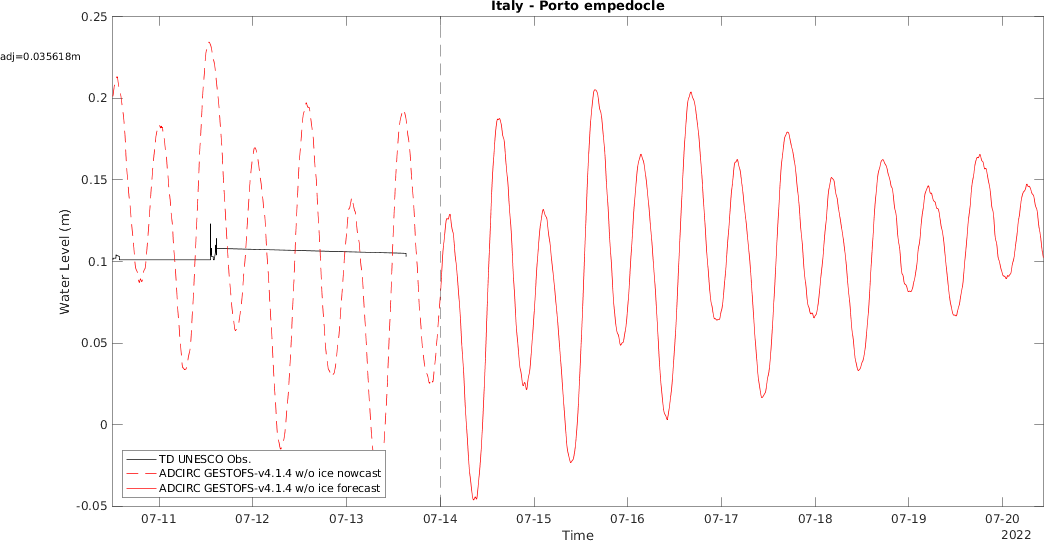 Italy - Porto empedocle
adj=0.035618m
0.25
0.2
0.15
0.1
0.05
0
-0.05
Water Level (m)
TD UNESCO Obs.
ADCIRC GESTOFS-v4.1.4 w/o ice nowcast
ADCIRC GESTOFS-v4.1.4 w/o ice forecast
07-11 07-12 07-13 07-14 07-15 07-16 07-17 07-18 07-19 07-20
Time
2022